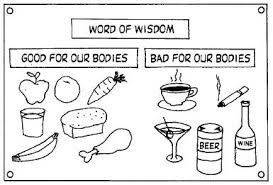 WORD OF WISDOM
GOOD FOR OUR BODIES
BAD FOR OUR BODIES
BEER
WINE